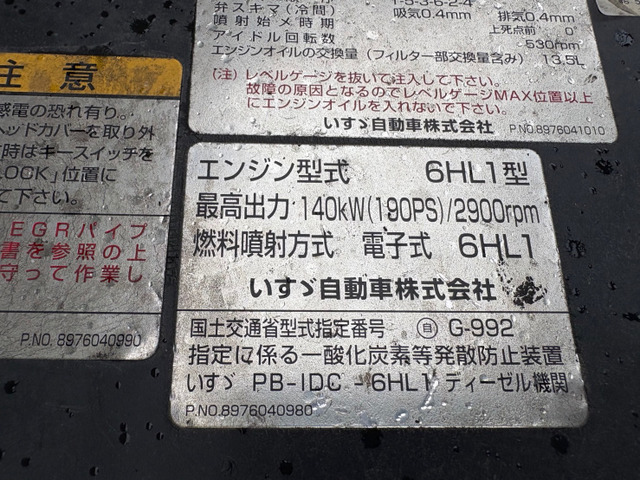 1-5-3-6-2-4
弁スキマ(冷間) 吸気0.4mm 排気0.4mm
噴射始メ時期 上死点前 0°
アイドル回転数 530rpm
エンジンオイルの交換量(フィルター部交換量含み) 13.5L
(注)レベルゲージを抜いて注入して下さい。
故障の原因となるのでレベルゲージMAX位置以上
にエンジンオイルを入れないで下さい。
いすゞ自動車株式会社 P.NO.8976041010
注 意
感電の恐れ有り。
ヘッドカバーを取り外
時はキースイッチを
LOCK」位置に
て下さい。
EGRパイプ
書を参照の上
守って作業し
P.NO. 8976040990
エンジン型式 6HL1型
最高出力 140kW(190PS)/2900rpm
燃料噴射方式 電子式 6HL1
いすゞ自動車株式会社
国土交通省型式指定番号 自 G-992
指定に係る一酸化炭素等発散防止装置
いすゞ PB-IDC-6HL1 ディーゼル機関
P.NO.8976040980